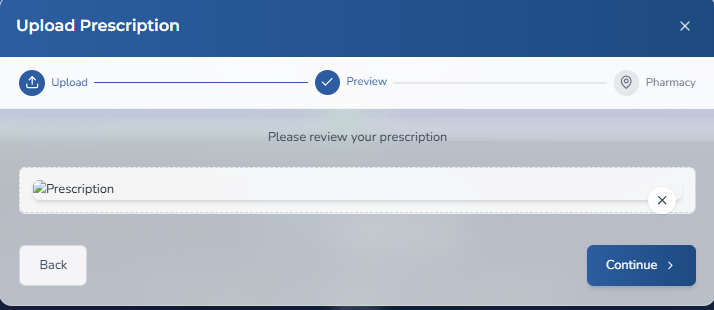 Upload Prescription
Upload
Preview
Pharmacy
Please review your prescription
Prescription
Back
Continue